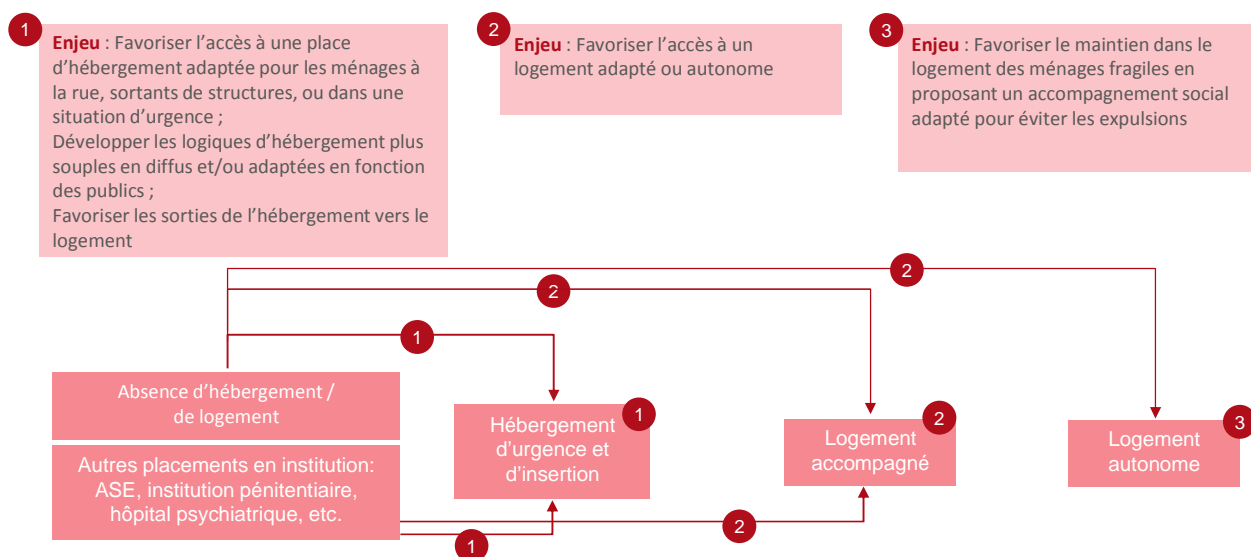 1
Enjeu : Favoriser l’accès à une place
d’hébergement adaptée pour les ménages à
la rue, sortants de structures, ou dans une
situation d’urgence ;
Développer les logiques d’hébergement plus
souples en diffus et/ou adaptées en fonction
des publics ;
Favoriser les sorties de l’hébergement vers le
logement
2
Enjeu : Favoriser l’accès à un
logement adapté ou autonome
3
Enjeu : Favoriser le maintien dans le
logement des ménages fragiles en
proposant un accompagnement social
adapté pour éviter les expulsions
2
2
1
Absence d’hébergement /
de logement
Autres placements en institution:
ASE, institution pénitentiaire,
hôpital psychiatrique, etc.
1
Hébergement
d’urgence et
d’insertion
2
Logement
accompagné
3
Logement
autonome
2
1